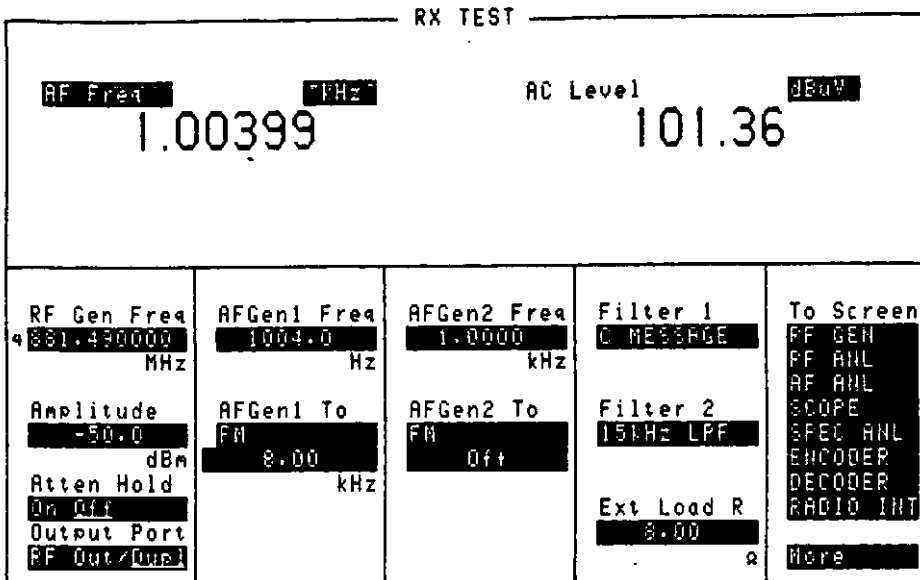 RX TEST
AF Freq kHz
1.00399
AC Level dBuV
101.36
RF Gen Freq
881.490000
MHz
Amplitude
-50.0
dBm
Atten Hold
On/Off
Output Port
RF Out/Dupl
AFGen1 Freq
1004.0
Hz
AFGen1 To
FM
8.00
kHz
AFGen2 Freq
1.0000
kHz
AFGen2 To
FM
Off
Filter 1
C MESSAGE
Filter 2
15kHz LPF
Ext Load R
8.00
Ω
To Screen
RF GEN
RF ANL
AF ANL
SCOPE
SPEC ANL
ENCODER
DECODER
RADIO INT
More